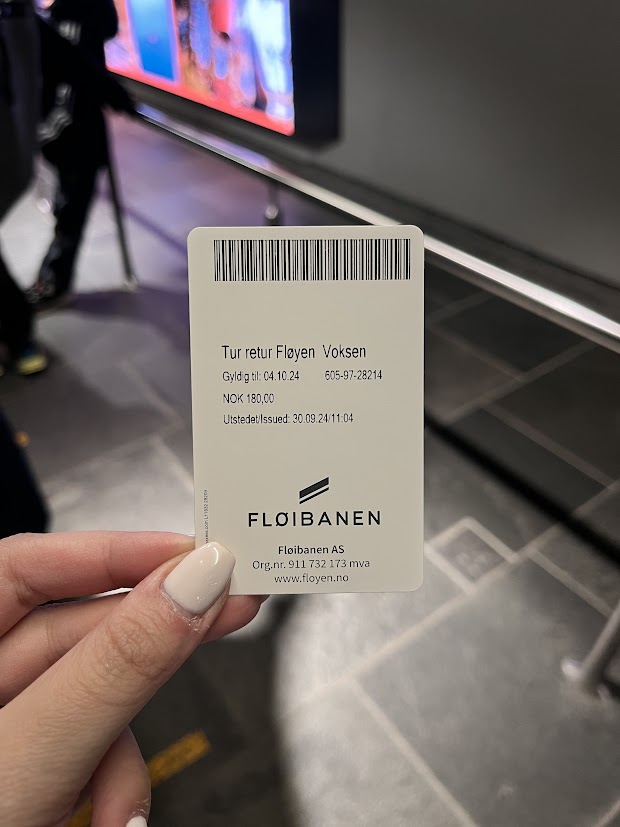 Tur retur Fløyen Voksen
Gyldig til: 04.10.24 605-97-28214
NOK 180,00
Utstedet/Issued: 30.09.24/11:04
FLØIBANEN
Fløibanen AS
Org.nr. 911 732 173 mva
www.floyen.no